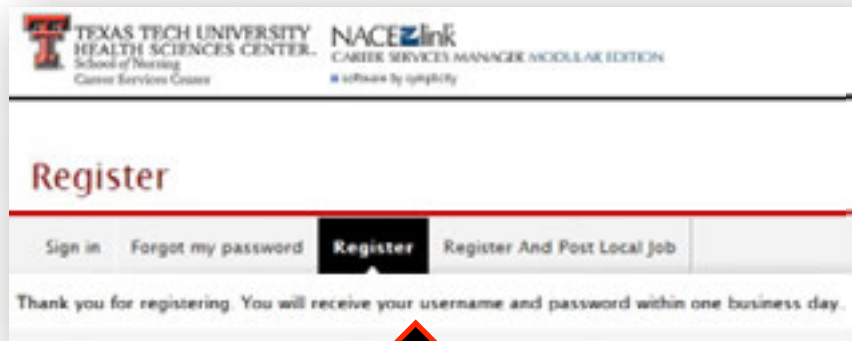 TEXAS TECH UNIVERSITY
HEALTH SCIENCES CENTER.
School of Nursing
Career Services Center
NACElink
CAREER SERVICES MANAGER MODULAR EDITION
software by symplicity
Register
Sign in Forgot my password Register Register And Post Local Job
Thank you for registering. You will receive your username and password within one business day.